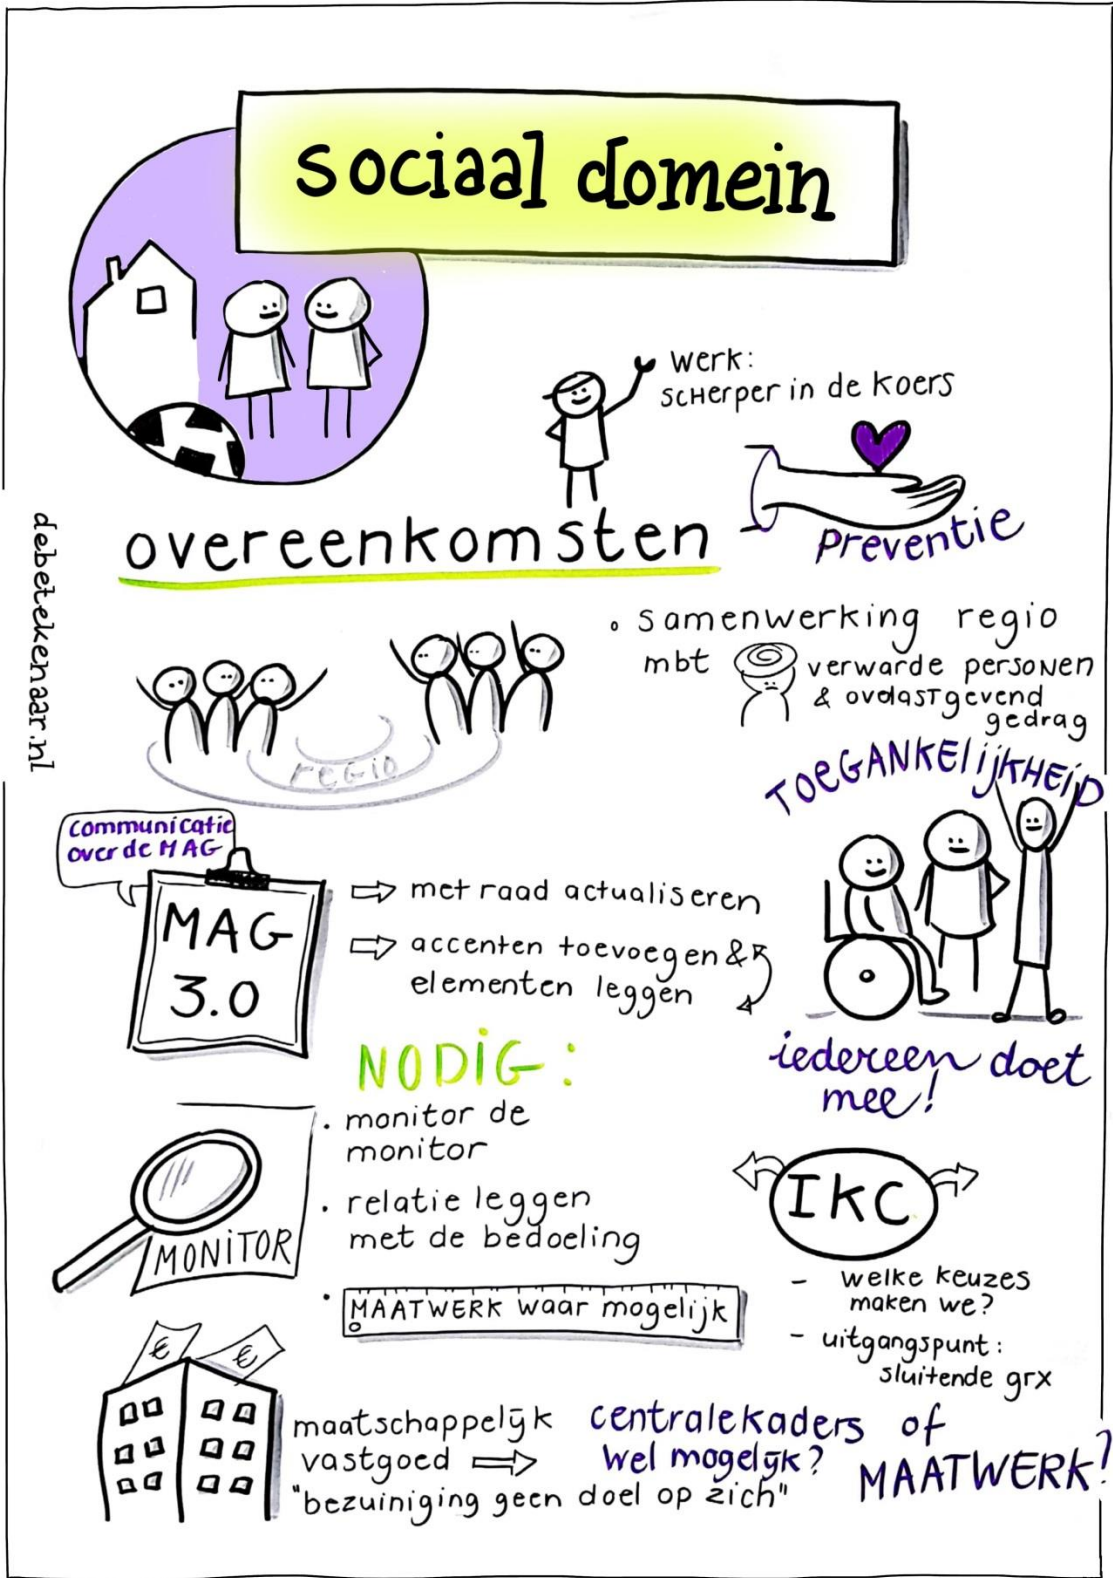 sociaal domein
werk:
scherper in de koers
preventie
overeenkomsten
debetekenaar.nl
• samenwerking regio
mbt verwarde personen
& ovelastgevend
gedrag
regio
TOEGANKElijkHEiD
communicatie
over de MAG
MAG
3.0
⇨ met raad actualiseren
⇨ accenten toevoegen &
elementen leggen
iedereen doet
mee!
NODiG:
• monitor de
monitor
• relatie leggen
met de bedoeling
• MAATWERK waar mogelijk
MONiTOR
IKC
- welke keuzes
maken we?
- uitgangspunt:
sluitende grx
€ €
maatschappelijk
vastgoed ⇨
"bezuiniging geen doel op zich"
centralekaders of
wel mogelijk?
MAATWERK?